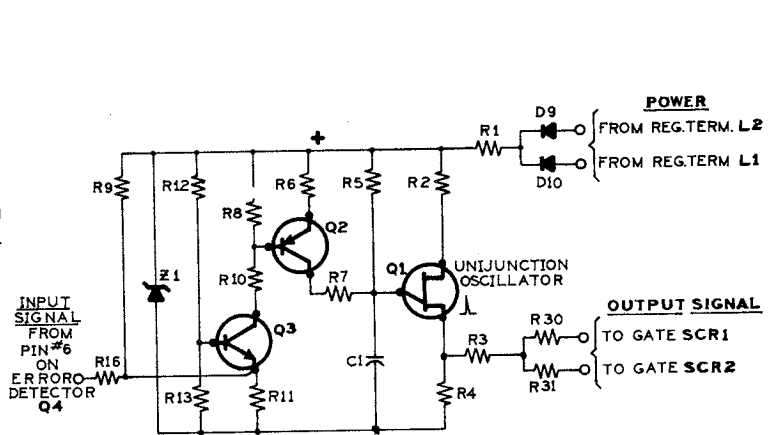 POWER
D9
FROM REG.TERM. L2
+
R1
FROM REG.TERM L1
D10
R9
R12
R6
R5
R2
R8
Q2
Z1
R10
R7
Q1
UNIJUNCTION
OSCILLATOR
INPUT
SIGNAL
FROM
PIN #6
ON
ERROR
DETECTOR
Q4
Q3
OUTPUT SIGNAL
R30
TO GATE SCR1
R3
TO GATE SCR2
R31
R16
C1
R13
R11
R4